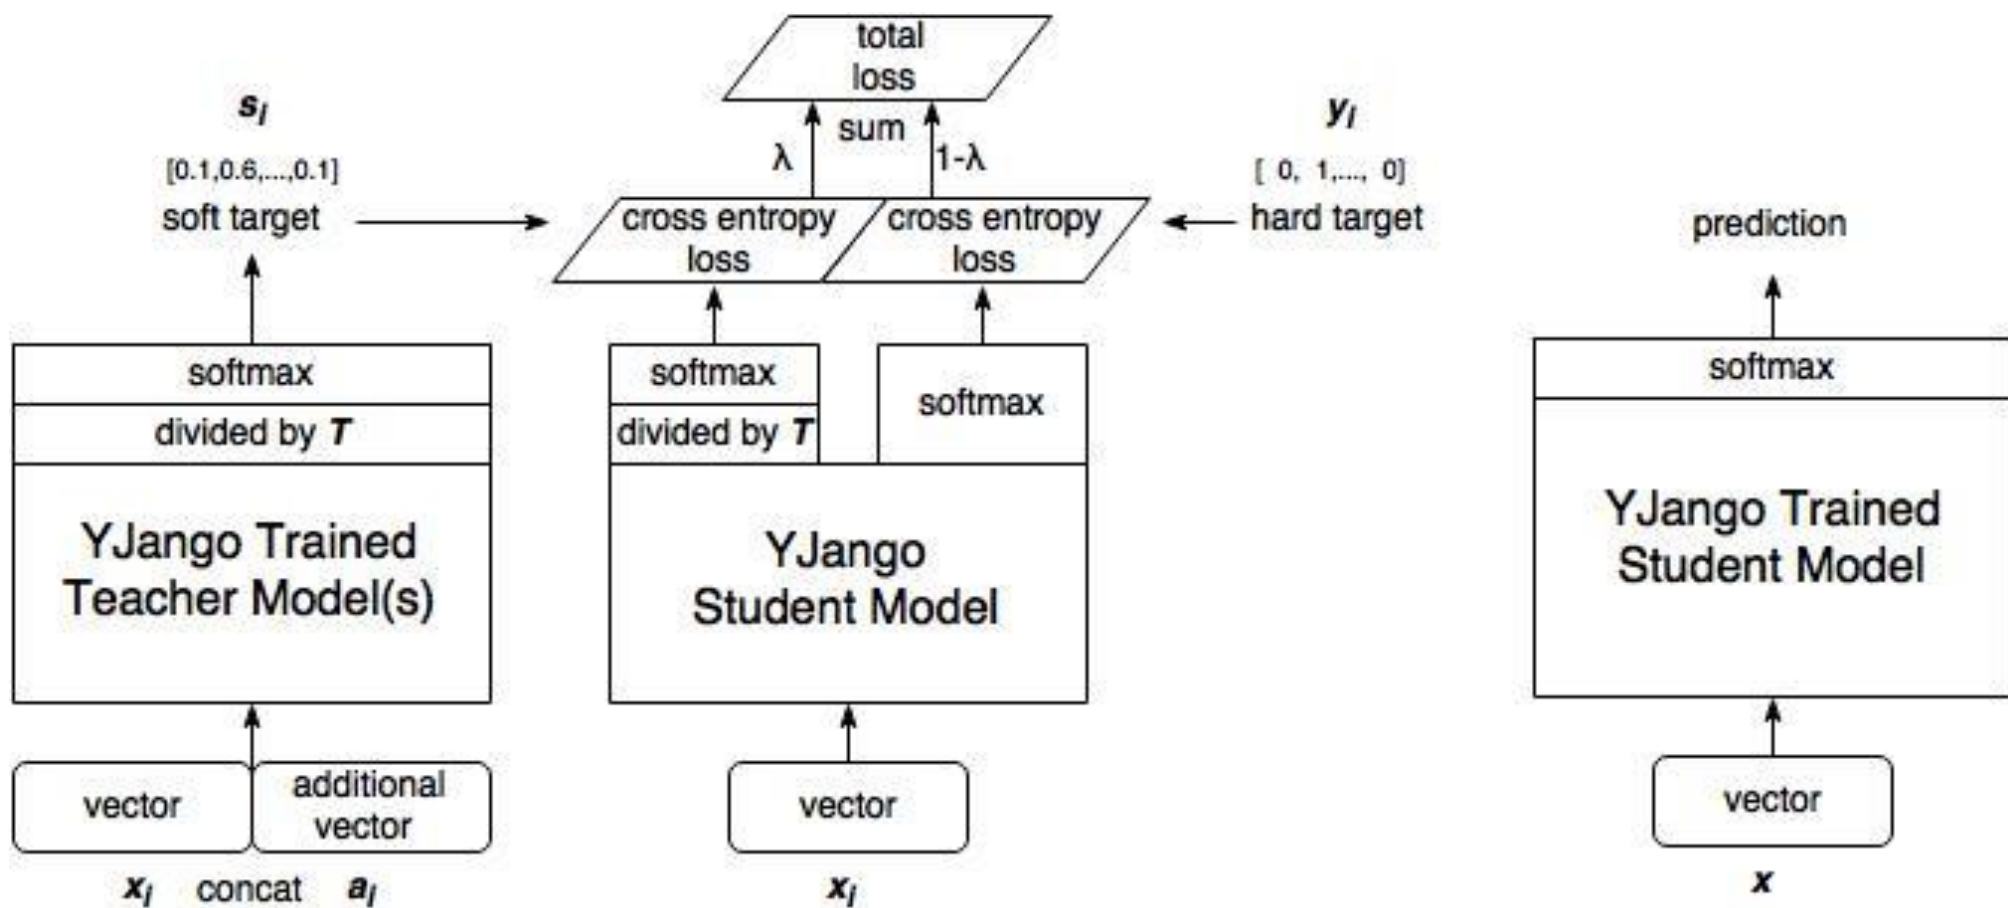 total
loss
sum
λ
1-λ
s_i
[0.1,0.6,...,0.1]
soft target
cross entropy
loss
cross entropy
loss
y_i
[ 0, 1,..., 0]
hard target
prediction
softmax
divided by T
YJango Trained
Teacher Model(s)
vector
additional
vector
x_i concat a_i
softmax
divided by T
softmax
YJango
Student Model
vector
x_i
softmax
YJango Trained
Student Model
vector
x